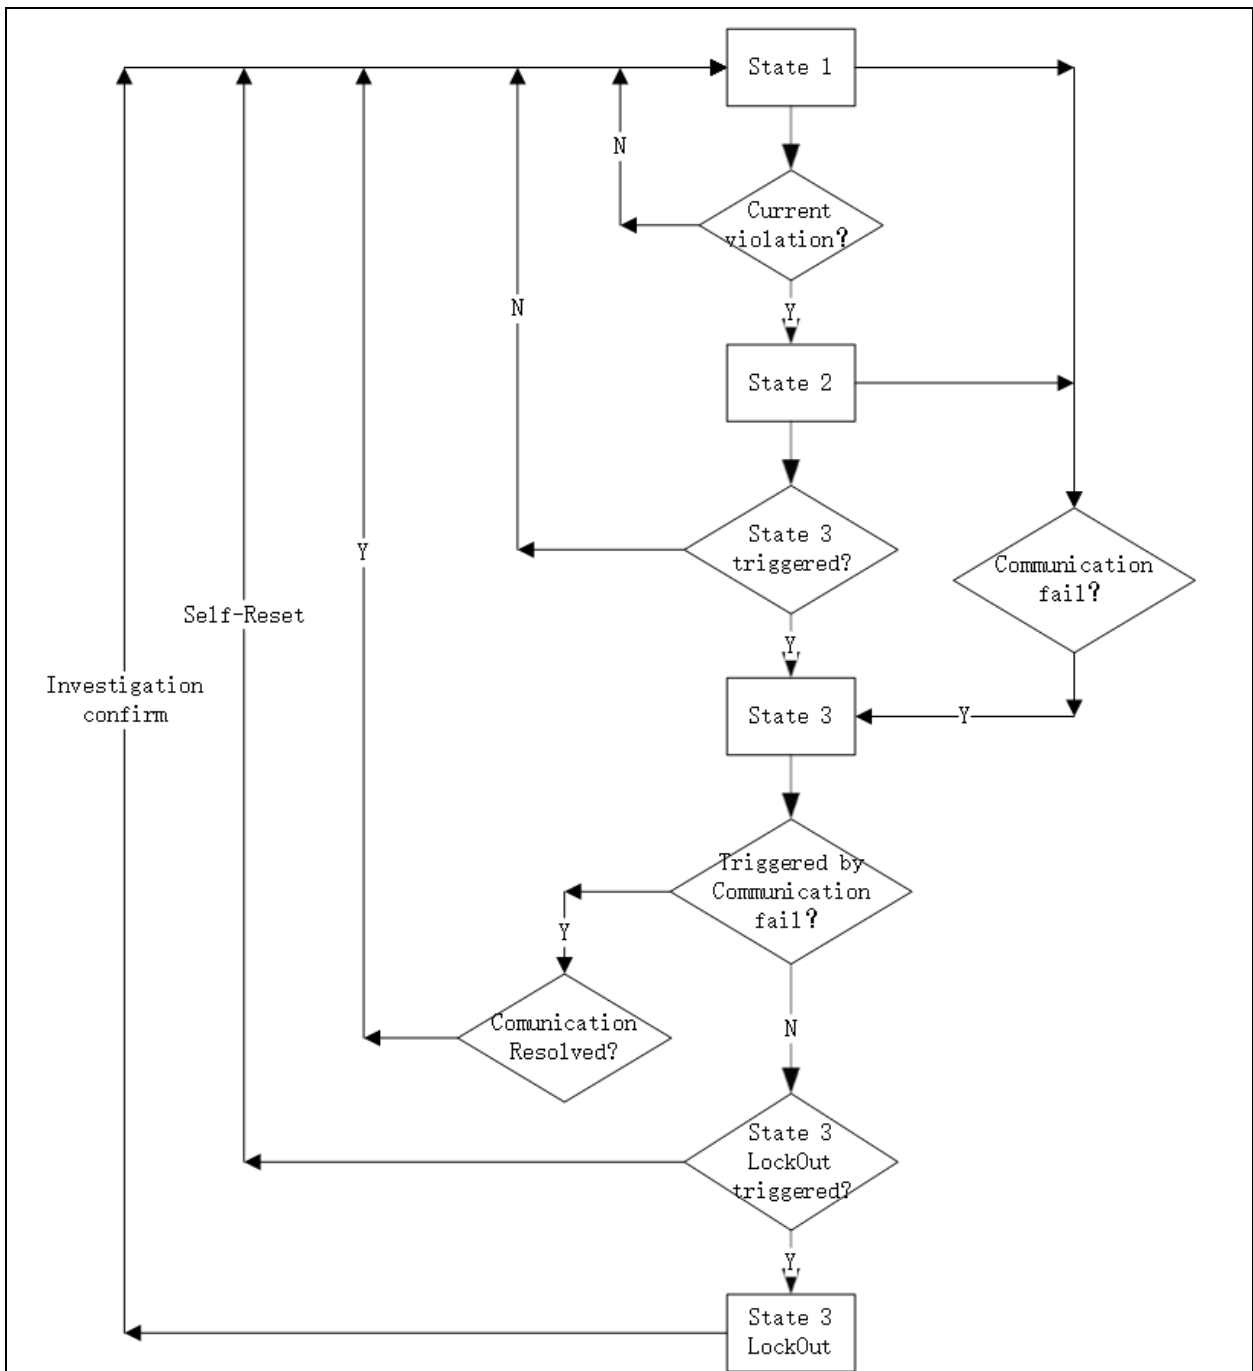 State 1
N
Current
violation?
Y
N
State 2
State 3
triggered?
Communication
fail?
Y
Self-Reset
Y
Investigation
confirm
State 3
Y
Triggered by
Communication
fail?
Y
Comunication
Resolved?
N
State 3
LockOut
triggered?
Y
State 3
LockOut